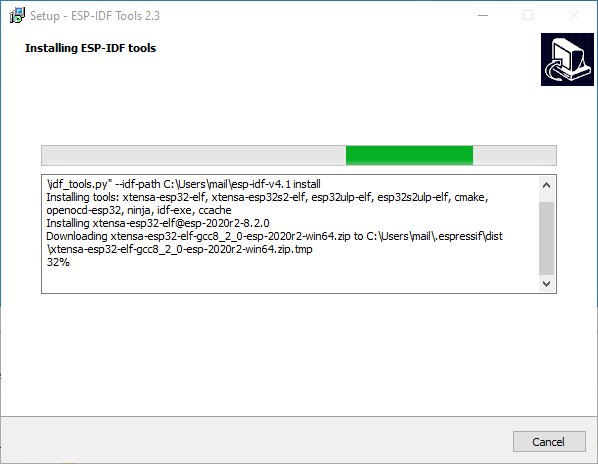 Setup - ESP-IDF Tools 2.3
Installing ESP-IDF tools
\idf_tools.py" --idf-path C:\Users\mail\esp-idf-v4.1 install
Installing tools: xtensa-esp32-elf, xtensa-esp32s2-elf, esp32ulp-elf, esp32s2ulp-elf, cmake,
openocd-esp32, ninja, idf-exe, ccache
Installing xtensa-esp32-elf@esp-2020r2-8.2.0
Downloading xtensa-esp32-elf-gcc8_2_0-esp-2020r2-win64.zip to C:\Users\mail\.espressif\dist
\xtensa-esp32-elf-gcc8_2_0-esp-2020r2-win64.zip.tmp
32%
Cancel